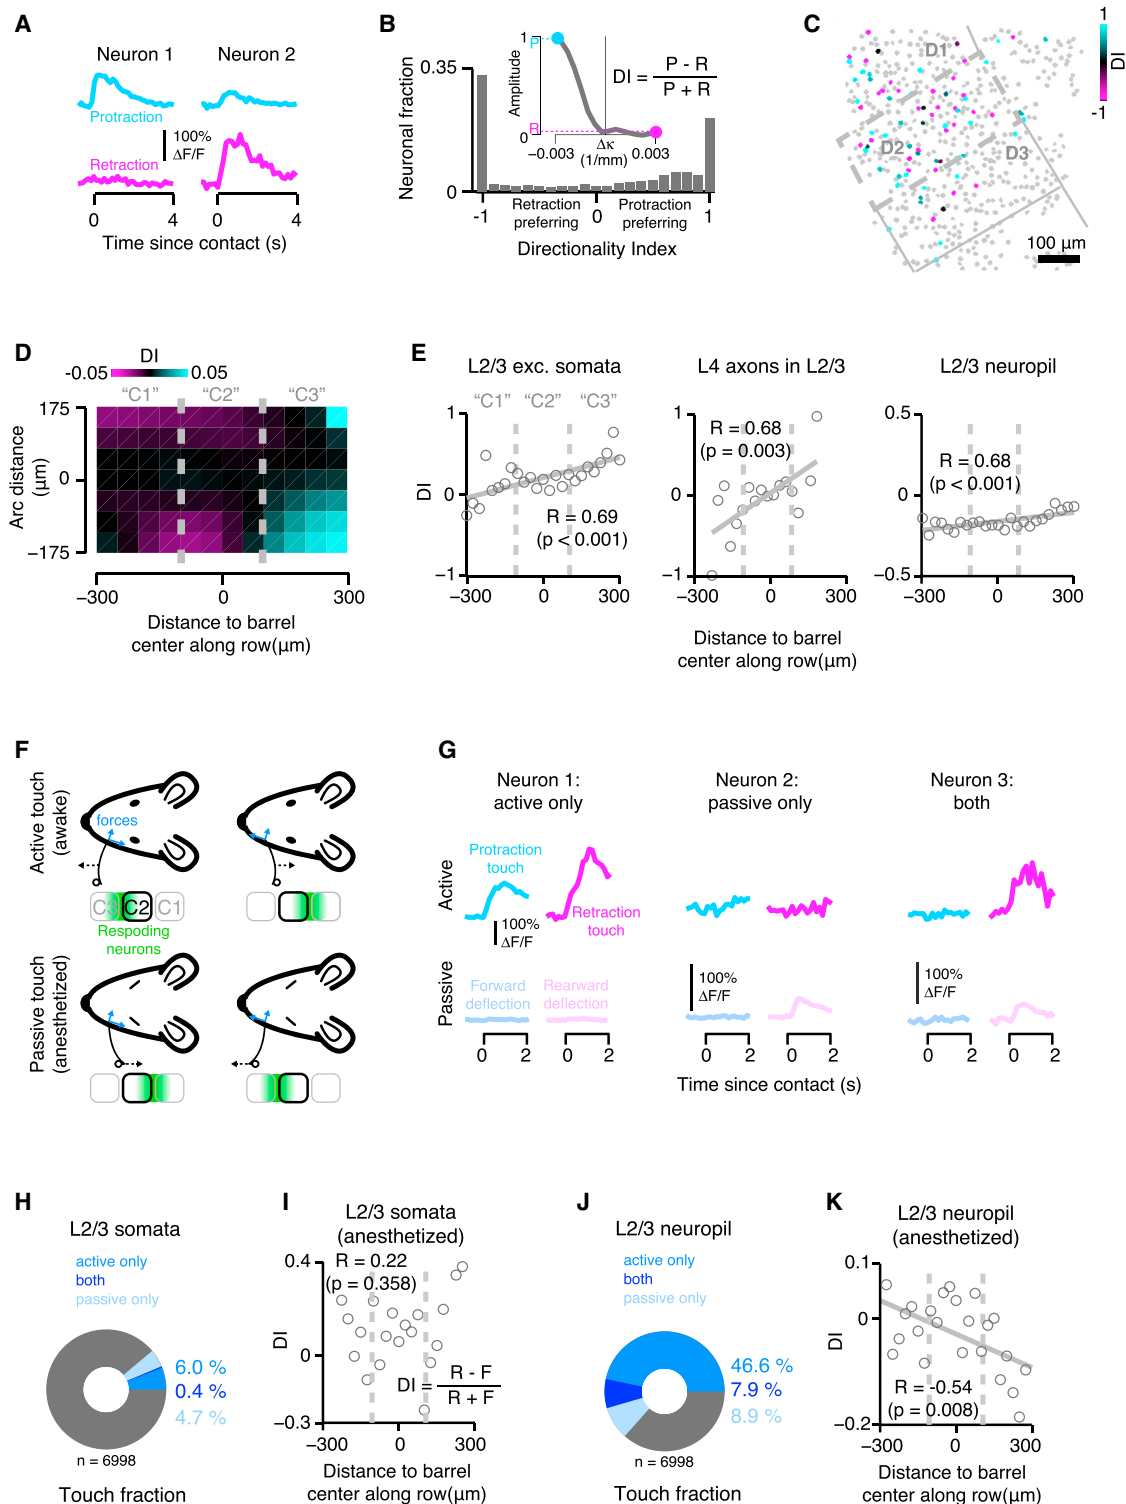 A
Neuron 1
Neuron 2
Protraction
100%
ΔF/F
Retraction
0
4
0
4
Time since contact (s)
B
0.35
0
Neuronal fraction
1
P
Amplitude
R
0
Δκ
-0.003
(1/mm)
0.003
DI = P - R
P + R
-1
Retraction
preferring
0
Protraction
preferring
1
Directionality Index
C
D1
D2
D3
1
DI
-1
100 µm
D
DI
-0.05
0.05
"C1"
"C2"
"C3"
175
0
-175
Arc distance
(µm)
-300
0
300
Distance to barrel
center along row(µm)
E
L2/3 exc. somata
"C1"
"C2"
"C3"
1
0
-1
DI
R = 0.69
(p < 0.001)
-300
0
300
L4 axons in L2/3
1
0
-1
R = 0.68
(p = 0.003)
-300
0
300
Distance to barrel
center along row(µm)
L2/3 neuropil
0.5
0
-0.5
R = 0.68
(p < 0.001)
-300
0
300
F
Active touch
(awake)
forces
C3
C2
C1
Respoding
neurons
Passive touch
(anesthetized)
G
Neuron 1:
active only
Neuron 2:
passive only
Neuron 3:
both
Active
Protraction
touch
100%
ΔF/F
Retraction
touch
Passive
Forward
deflection
Rearward
deflection
100%
ΔF/F
100%
ΔF/F
0
2
0
2
0
2
0
2
0
2
0
2
Time since contact (s)
H
L2/3 somata
active only
both
passive only
6.0 %
0.4 %
4.7 %
n = 6998
Touch fraction
I
L2/3 somata
(anesthetized)
0.4
0
-0.3
DI
R = 0.22
(p = 0.358)
DI = R - F
R + F
-300
0
300
Distance to barrel
center along row(µm)
J
L2/3 neuropil
active only
both
passive only
46.6 %
7.9 %
8.9 %
n = 6998
Touch fraction
K
L2/3 neuropil
(anesthetized)
0.1
0
-0.2
DI
R = -0.54
(p = 0.008)
-300
0
300
Distance to barrel
center along row(µm)